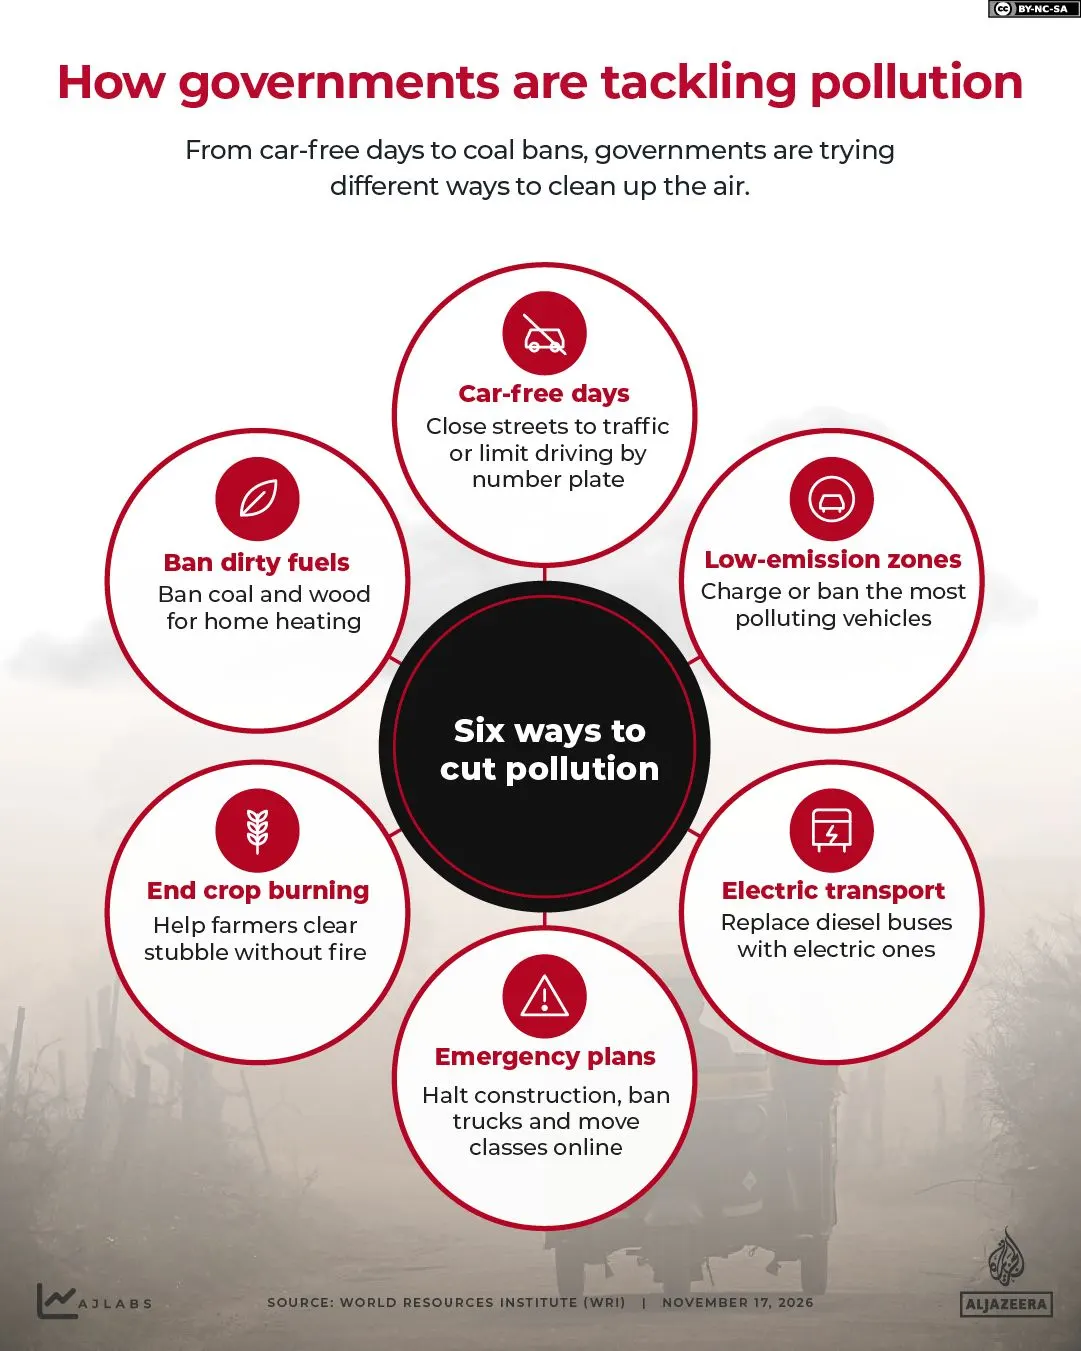 BY-NC-SA
How governments are tackling pollution
From car-free days to coal bans, governments are trying
different ways to clean up the air.
Car-free days
Close streets to traffic
or limit driving by
number plate
Ban dirty fuels
Ban coal and wood
for home heating
Low-emission zones
Charge or ban the most
polluting vehicles
Six ways to
cut pollution
End crop burning
Help farmers clear
stubble without fire
Electric transport
Replace diesel buses
with electric ones
Emergency plans
Halt construction, ban
trucks and move
classes online
AJLABS
SOURCE: WORLD RESOURCES INSTITUTE (WRI) | NOVEMBER 17, 2026
ALJAZEERA